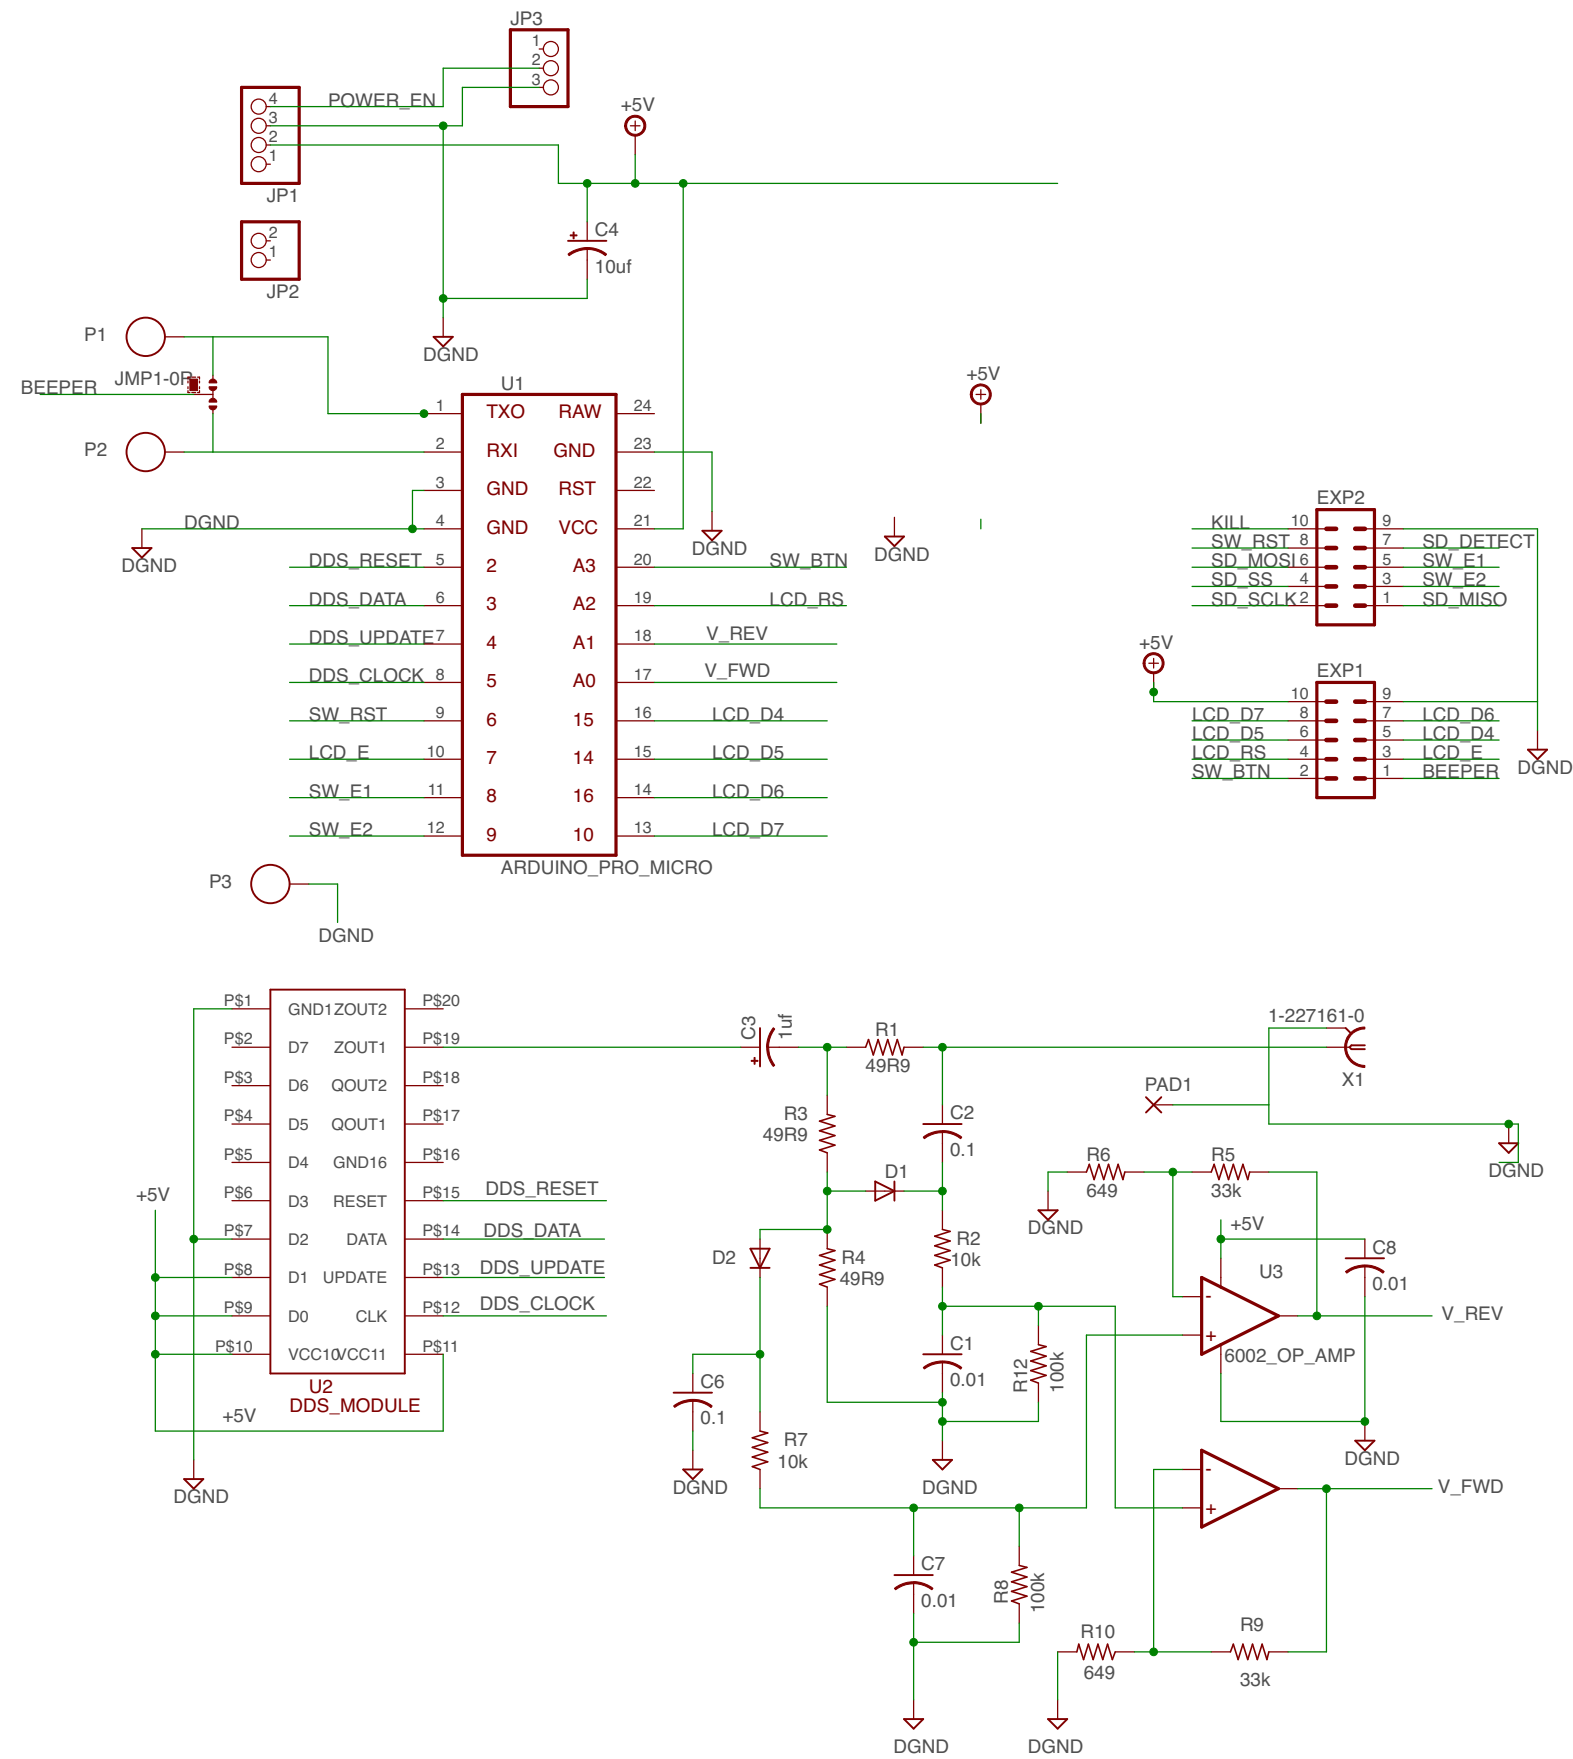 JP3
1
2
3
POWER_EN
4
3
2
1
JP1
+5V
C4
+
10uf
2
1
JP2
DGND
P1
JMP1-0R
BEEPER
P2
U1
1 TXO RAW 24
2 RXI GND 23
3 GND RST 22
4 GND VCC 21
DGND
DGND
DGND
DDS_RESET 5 2 A3 20 SW_BTN
DDS_DATA 6 3 A2 19 LCD_RS
DDS_UPDATE 7 4 A1 18 V_REV
DDS_CLOCK 8 5 A0 17 V_FWD
SW_RST 9 6 15 16 LCD_D4
LCD_E 10 7 14 15 LCD_D5
SW_E1 11 8 16 14 LCD_D6
SW_E2 12 9 10 13 LCD_D7
ARDUINO_PRO_MICRO
+5V
DGND
EXP2
KILL 10 9
SW_RST 8 7 SD_DETECT
SD_MOSI 6 5 SW_E1
SD_SS 4 3 SW_E2
SD_SCLK 2 1 SD_MISO
+5V
EXP1
10 9
LCD_D7 8 7 LCD_D6
LCD_D5 6 5 LCD_D4
LCD_RS 4 3 LCD_E
SW_BTN 2 1 BEEPER
DGND
P3
DGND
P$1 GND1 ZOUT2 P$20
P$2 D7 ZOUT1 P$19
P$3 D6 QOUT2 P$18
P$4 D5 QOUT1 P$17
P$5 D4 GND16 P$16
P$6 D3 RESET P$15 DDS_RESET
P$7 D2 DATA P$14 DDS_DATA
P$8 D1 UPDATE P$13 DDS_UPDATE
P$9 D0 CLK P$12 DDS_CLOCK
P$10 VCC10 VCC11 P$11
+5V
U2
DDS_MODULE
+5V
DGND
C3
1uf
+
R1
49R9
1-227161-0
X1
PAD1
DGND
R3
49R9
C2
0.1
D1
D2
R4
49R9
R2
10k
R6
649
R5
33k
DGND
+5V
U3
C8
0.01
-
+
V_REV
6002_OP_AMP
C1
0.01
R12
100k
C6
0.1
R7
10k
DGND
DGND
DGND
-
+
V_FWD
C7
0.01
R8
100k
R10
649
R9
33k
DGND
DGND